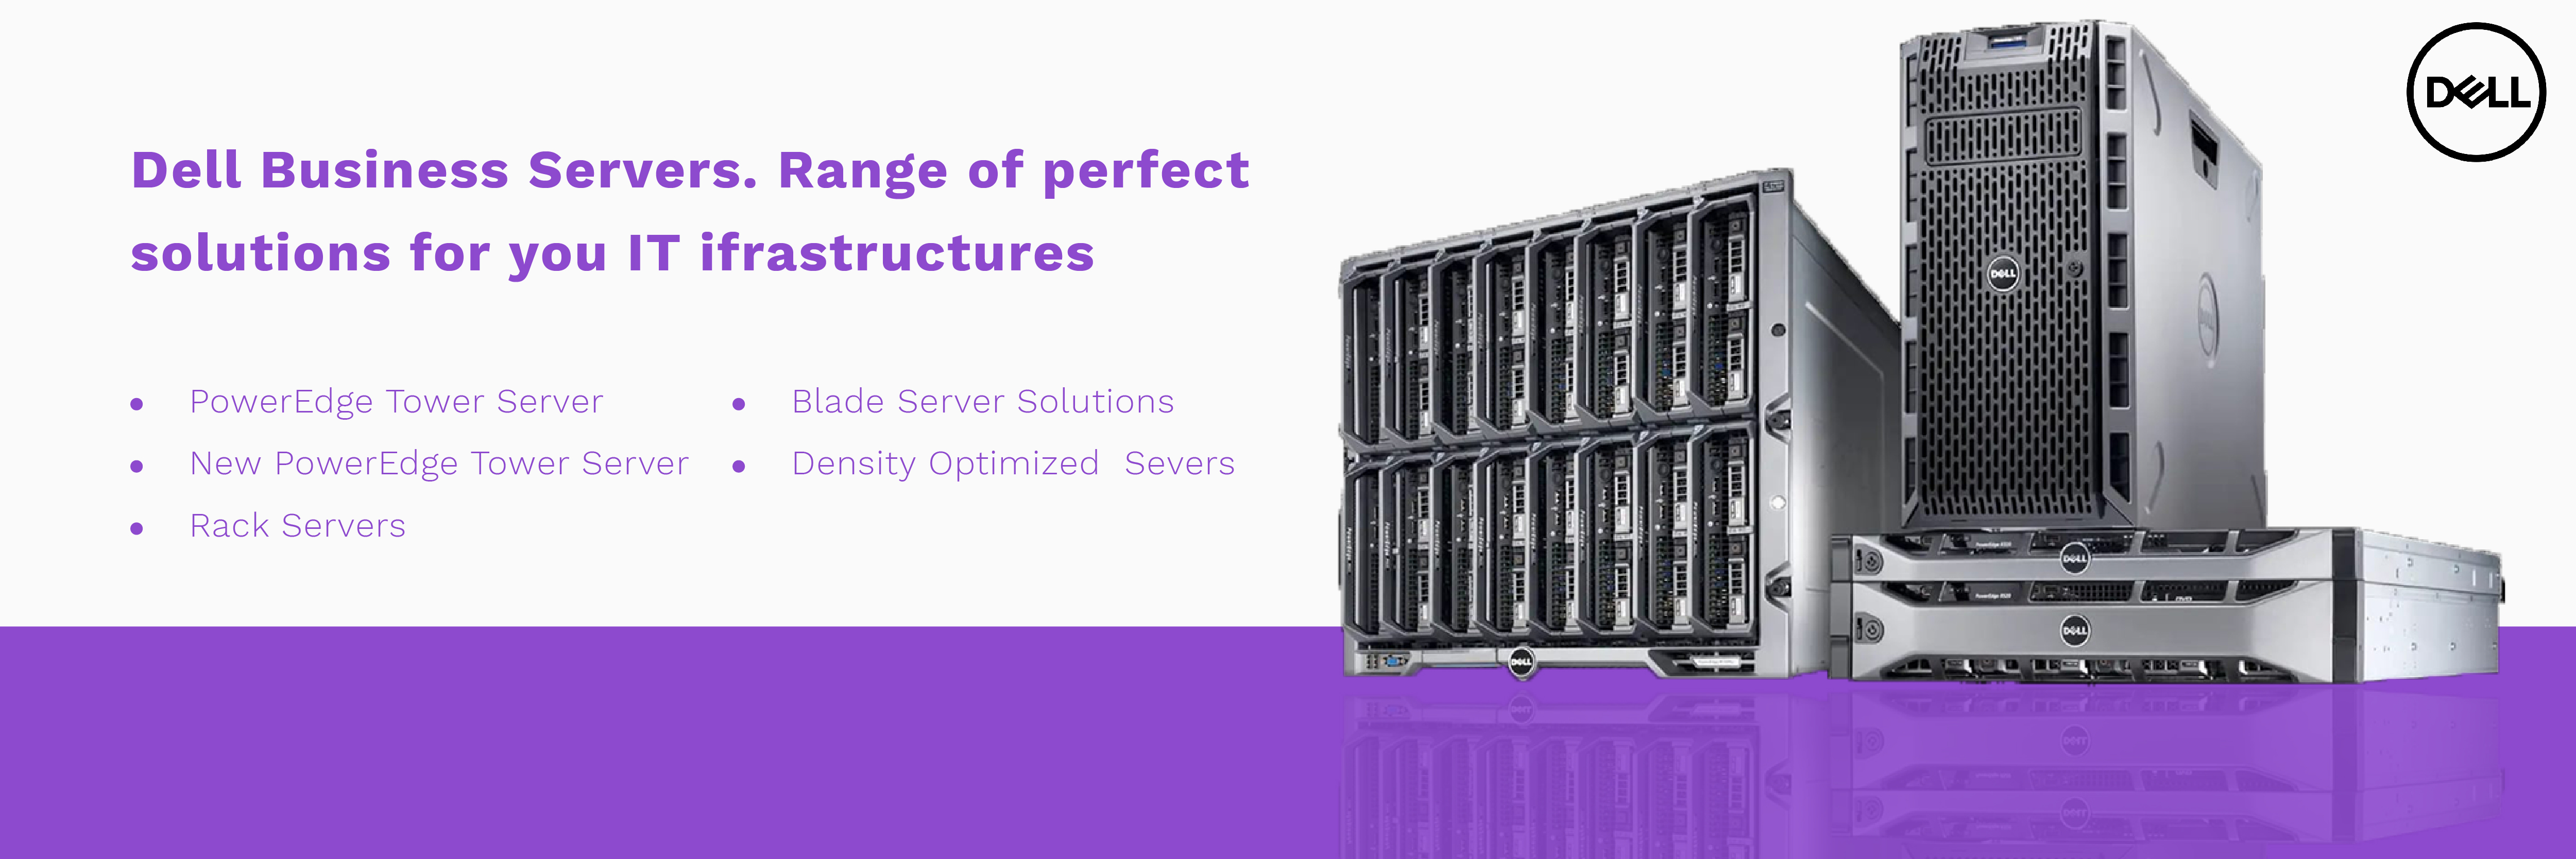 Dell Business Servers. Range of perfect
solutions for you IT ifrastructures
PowerEdge Tower Server
New PowerEdge Tower Server
Rack Servers
Blade Server Solutions
Density Optimized  Severs
DELL
DELL
DELL
DELL
DELL